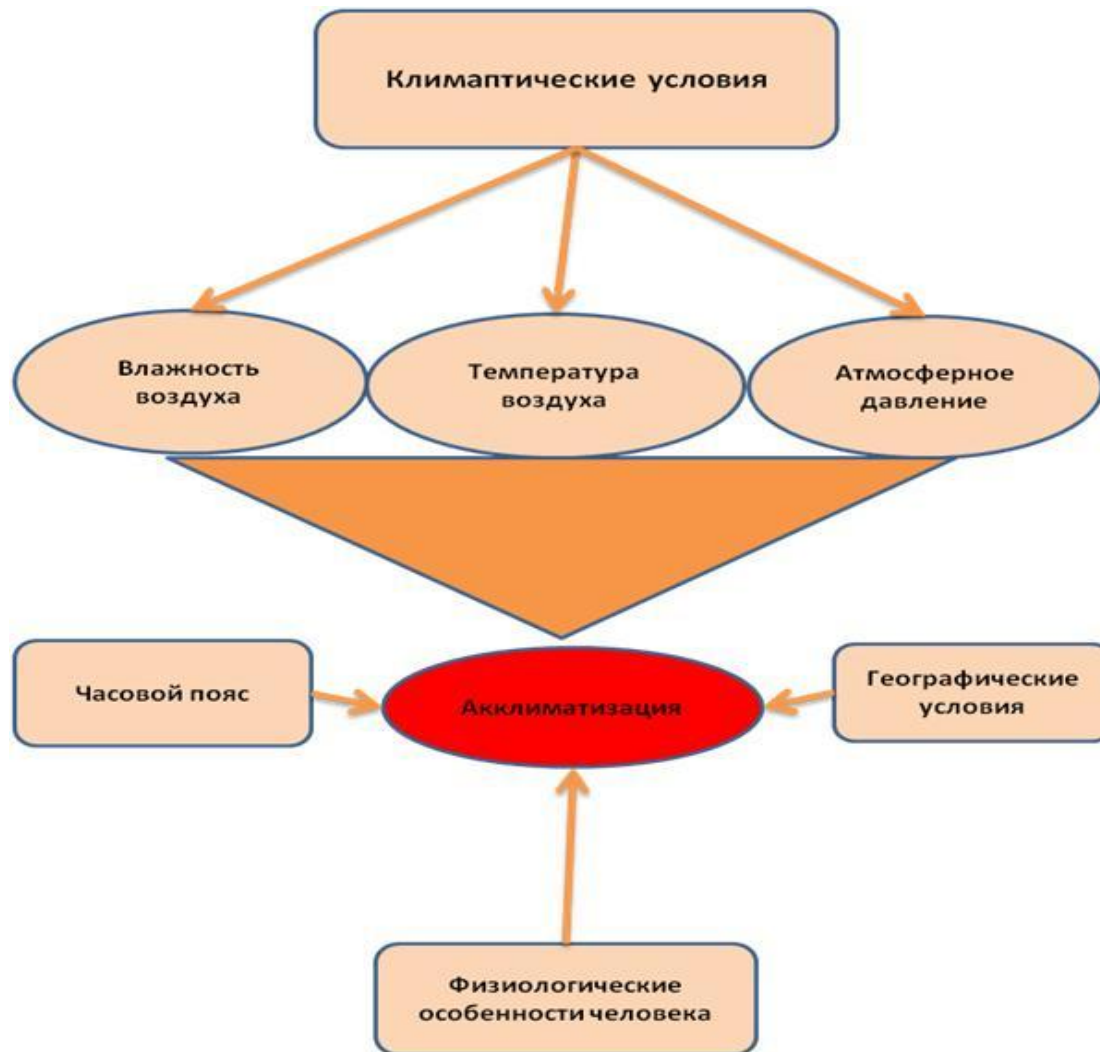 Климаптические условия
Влажность
воздуха
Температура
воздуха
Атмосферное
давление
Часовой пояс
Акклиматизация
Географические
условия
Физиологические
особенности человека